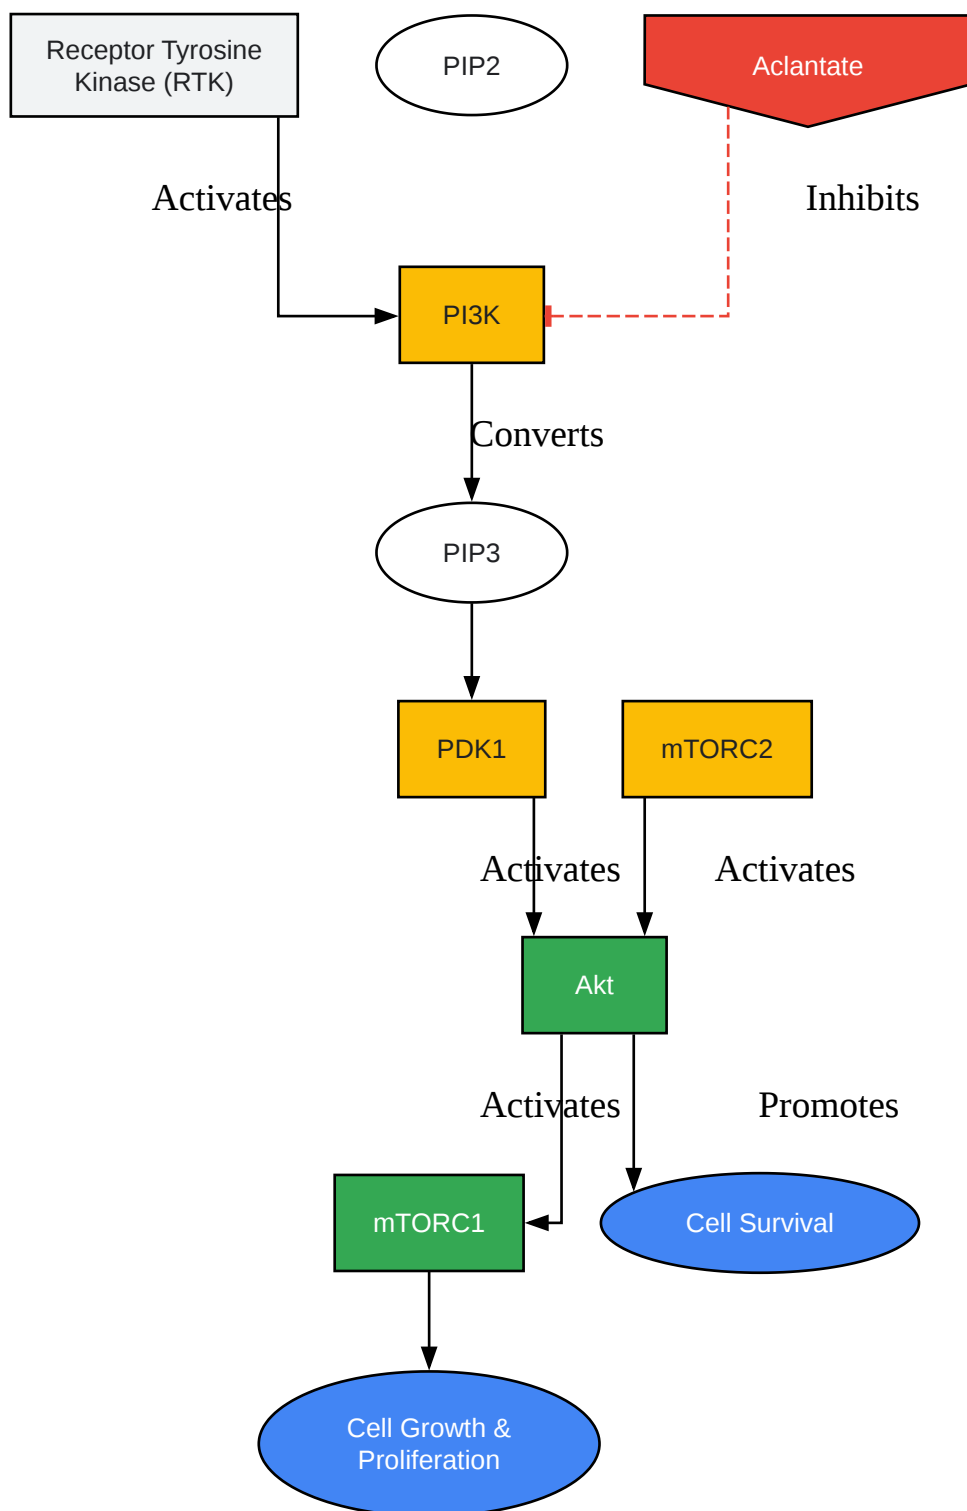 Receptor Tyrosine
Kinase (RTK)
PIP2
Aclantate
Activates
Inhibits
PI3K
Converts
PIP3
PDK1
mTORC2
Activates
Activates
Akt
Activates
Promotes
mTORC1
Cell Survival
Cell Growth &
Proliferation